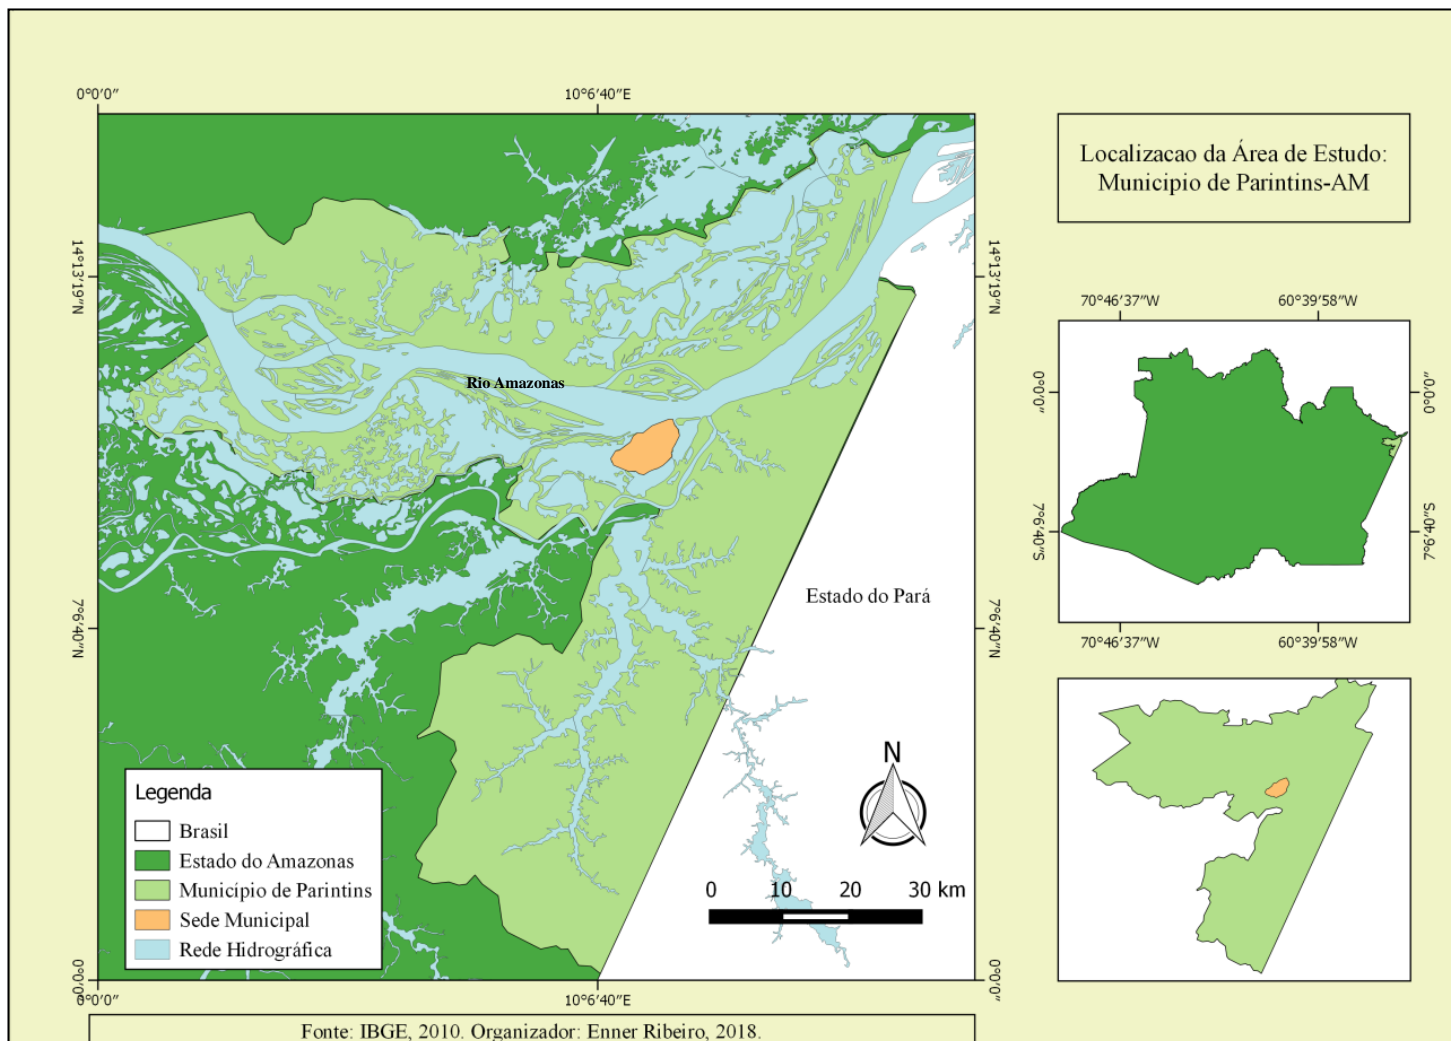 0°0′0″
10°6′40″E
14°13′19″N
14°13′19″N
Rio Amazonas
Estado do Pará
7°6′40″N
7°6′40″N
N
0 10 20 30 km
Legenda
Brasil
Estado do Amazonas
Município de Parintins
Sede Municipal
Rede Hidrográfica
0°0′0″
0°0′0″
10°6′40″E
Fonte: IBGE, 2010. Organizador: Enner Ribeiro, 2018.
Localizacao da Área de Estudo:
Municipio de Parintins-AM
70°46′37″W
60°39′58″W
0°0′0″
0°0′0″
7°6′40″S
7°6′40″S
70°46′37″W
60°39′58″W